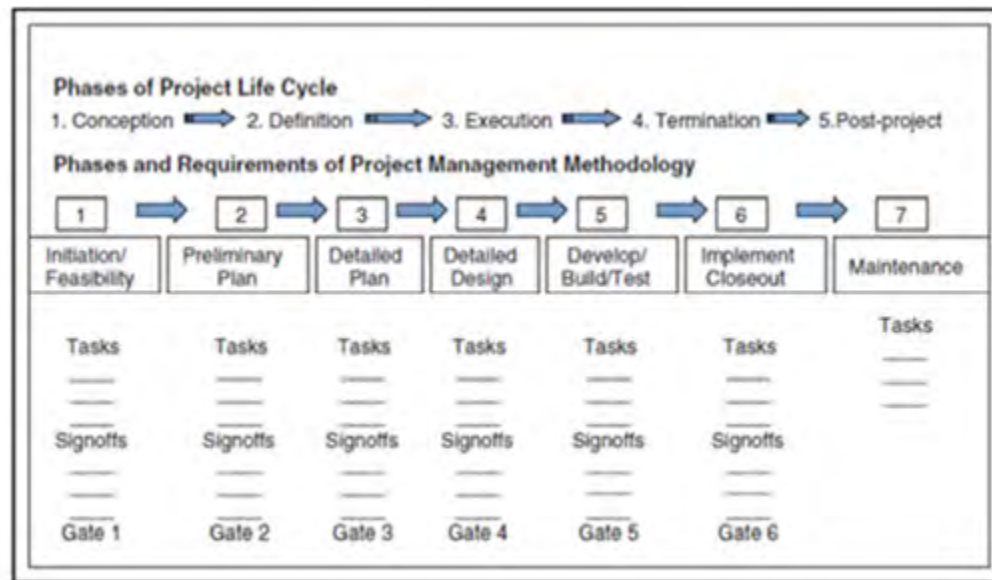 Phases of Project Life Cycle
1. Conception 2. Definition 3. Execution 4. Termination 5.Post-project
Phases and Requirements of Project Management Methodology
1 2 3 4 5 6 7
Initiation/ Preliminary Detailed Detailed Develop/ Implement Maintenance
Feasibility Plan Plan Design Build/Test Closeout
Tasks
Tasks Tasks Tasks Tasks Tasks Tasks
Signoffs Signoffs Signoffs Signoffs Signoffs Signoffs
Gate 1 Gate 2 Gate 3 Gate 4 Gate 5 Gate 6